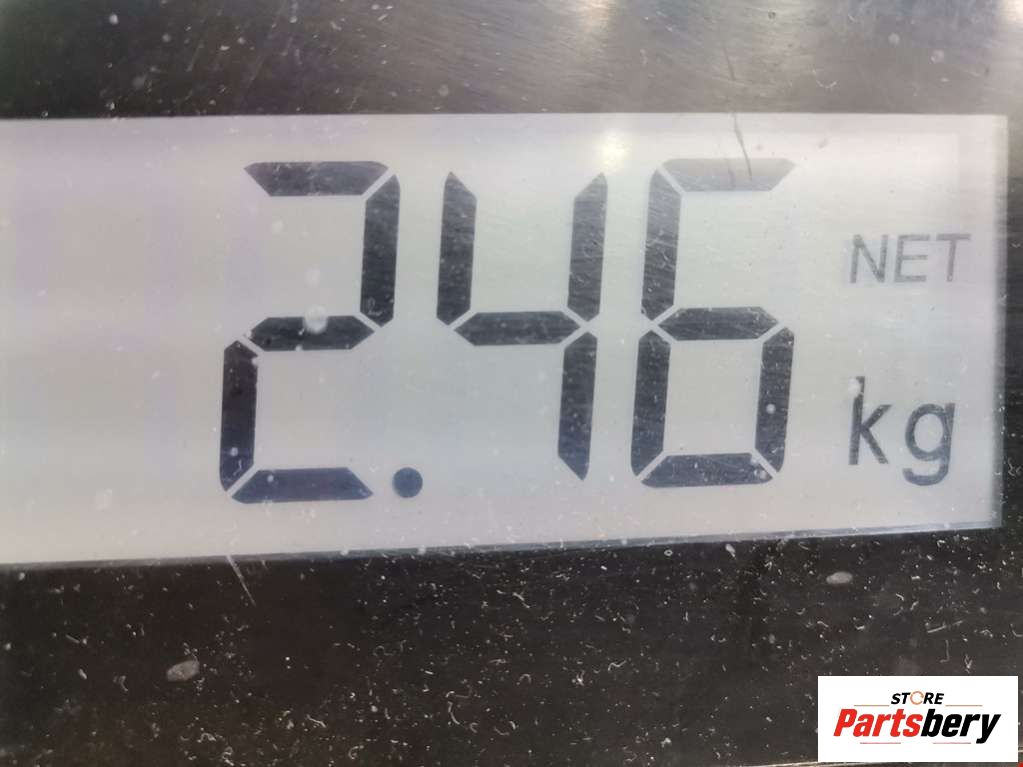 2.46
NET
kg
STORE
Partsbery